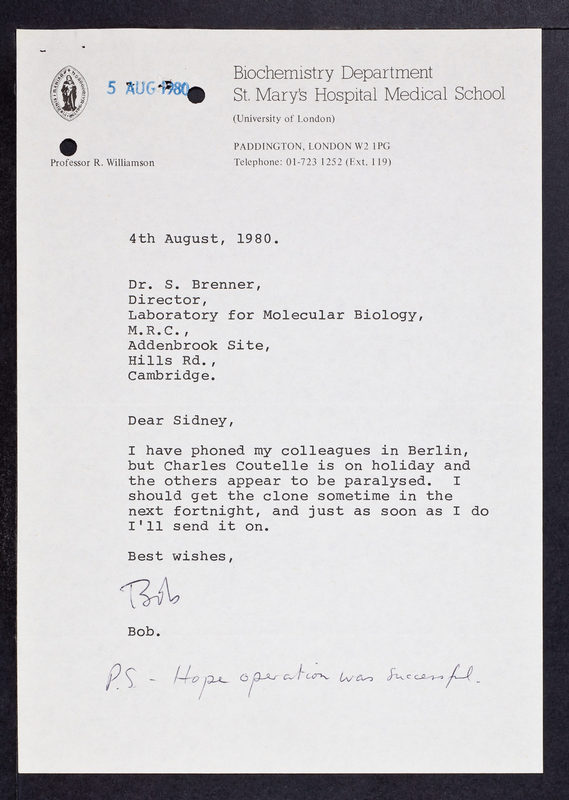 Biochemistry Department
St. Mary's Hospital Medical School
(University of London)
PADDINGTON, LONDON W2 1PG
Telephone: 01-723 1252 (Ext. 119)
5 AUG 1980
Professor R. Williamson
4th August, 1980.
Dr. S. Brenner,
Director,
Laboratory for Molecular Biology,
M.R.C.,
Addenbrook Site,
Hills Rd.,
Cambridge.
Dear Sidney,
I have phoned my colleagues in Berlin,
but Charles Coutelle is on holiday and
the others appear to be paralysed. I
should get the clone sometime in the
next fortnight, and just as soon as I do
I'll send it on.
Best wishes,
Bob
Bob.
P.S - Hope operation was successful.